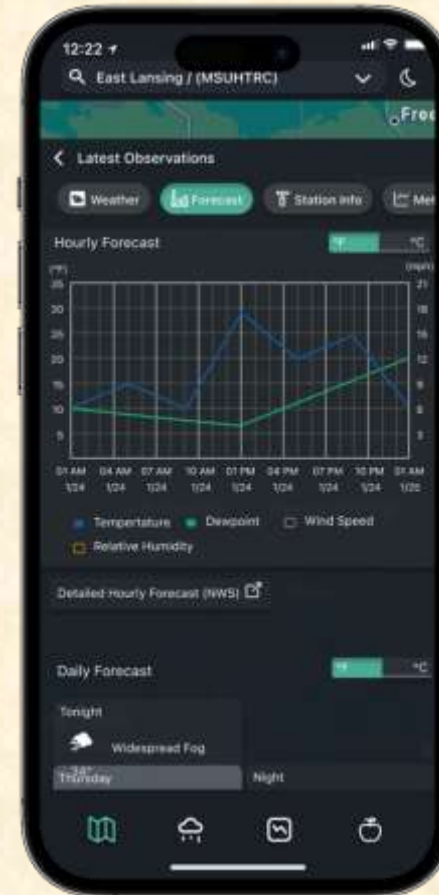 12:22
East Lansing / (MSUHTRC)
Free
Latest Observations
Weather Forecast Station Info Met
Hourly Forecast °F °C
(°F) (mph)
35 21
30 18
25 15
20 12
15 9
10 6
5 3
01 AM 04 AM 07 AM 10 AM 01 PM 04 PM 07 PM 10 PM 01 AM
1/24 1/24 1/24 1/24 1/24 1/24 1/24 1/24 1/25
Tempertature Dewpoint Wind Speed
Relative Humidity
Detailed Hourly Forecast (NWS)
Daily Forecast °F °C
Tonight
Widespread Fog
34°
Thursday Night